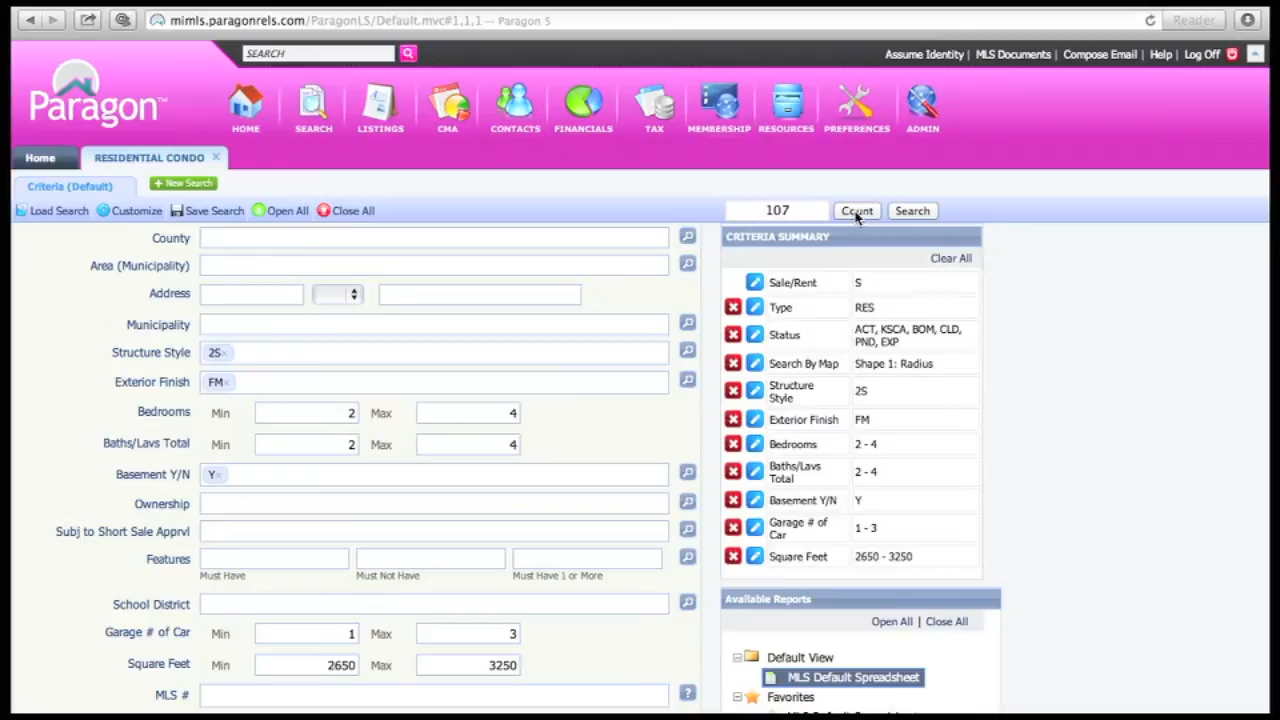 mimls.paragonrels.com/ParagonLS/Default.mvc#1,1,1 — Paragon 5
Reader
SEARCH
Assume Identity | MLS Documents | Compose Email | Help | Log Off
Paragon™
HOME SEARCH LISTINGS CMA CONTACTS FINANCIALS TAX MEMBERSHIP RESOURCES PREFERENCES ADMIN
Home RESIDENTIAL CONDO ×
Criteria (Default) + New Search
Load Search Customize Save Search Open All Close All 107 Count Search
County
Area (Municipality)
Address
Municipality
Structure Style 2S×
Exterior Finish FM×
Bedrooms Min 2 Max 4
Baths/Lavs Total Min 2 Max 4
Basement Y/N Y×
Ownership
Subj to Short Sale Apprvl
Features
Must Have Must Not Have Must Have 1 or More
School District
Garage # of Car Min 1 Max 3
Square Feet Min 2650 Max 3250
MLS # ?
CRITERIA SUMMARY
Clear All
Sale/Rent S
Type RES
Status ACT, KSCA, BOM, CLD,
PND, EXP
Search By Map Shape 1: Radius
Structure
Style 2S
Exterior Finish FM
Bedrooms 2 - 4
Baths/Lavs
Total 2 - 4
Basement Y/N Y
Garage # of
Car 1 - 3
Square Feet 2650 - 3250
Available Reports
Open All | Close All
Default View
MLS Default Spreadsheet
Favorites